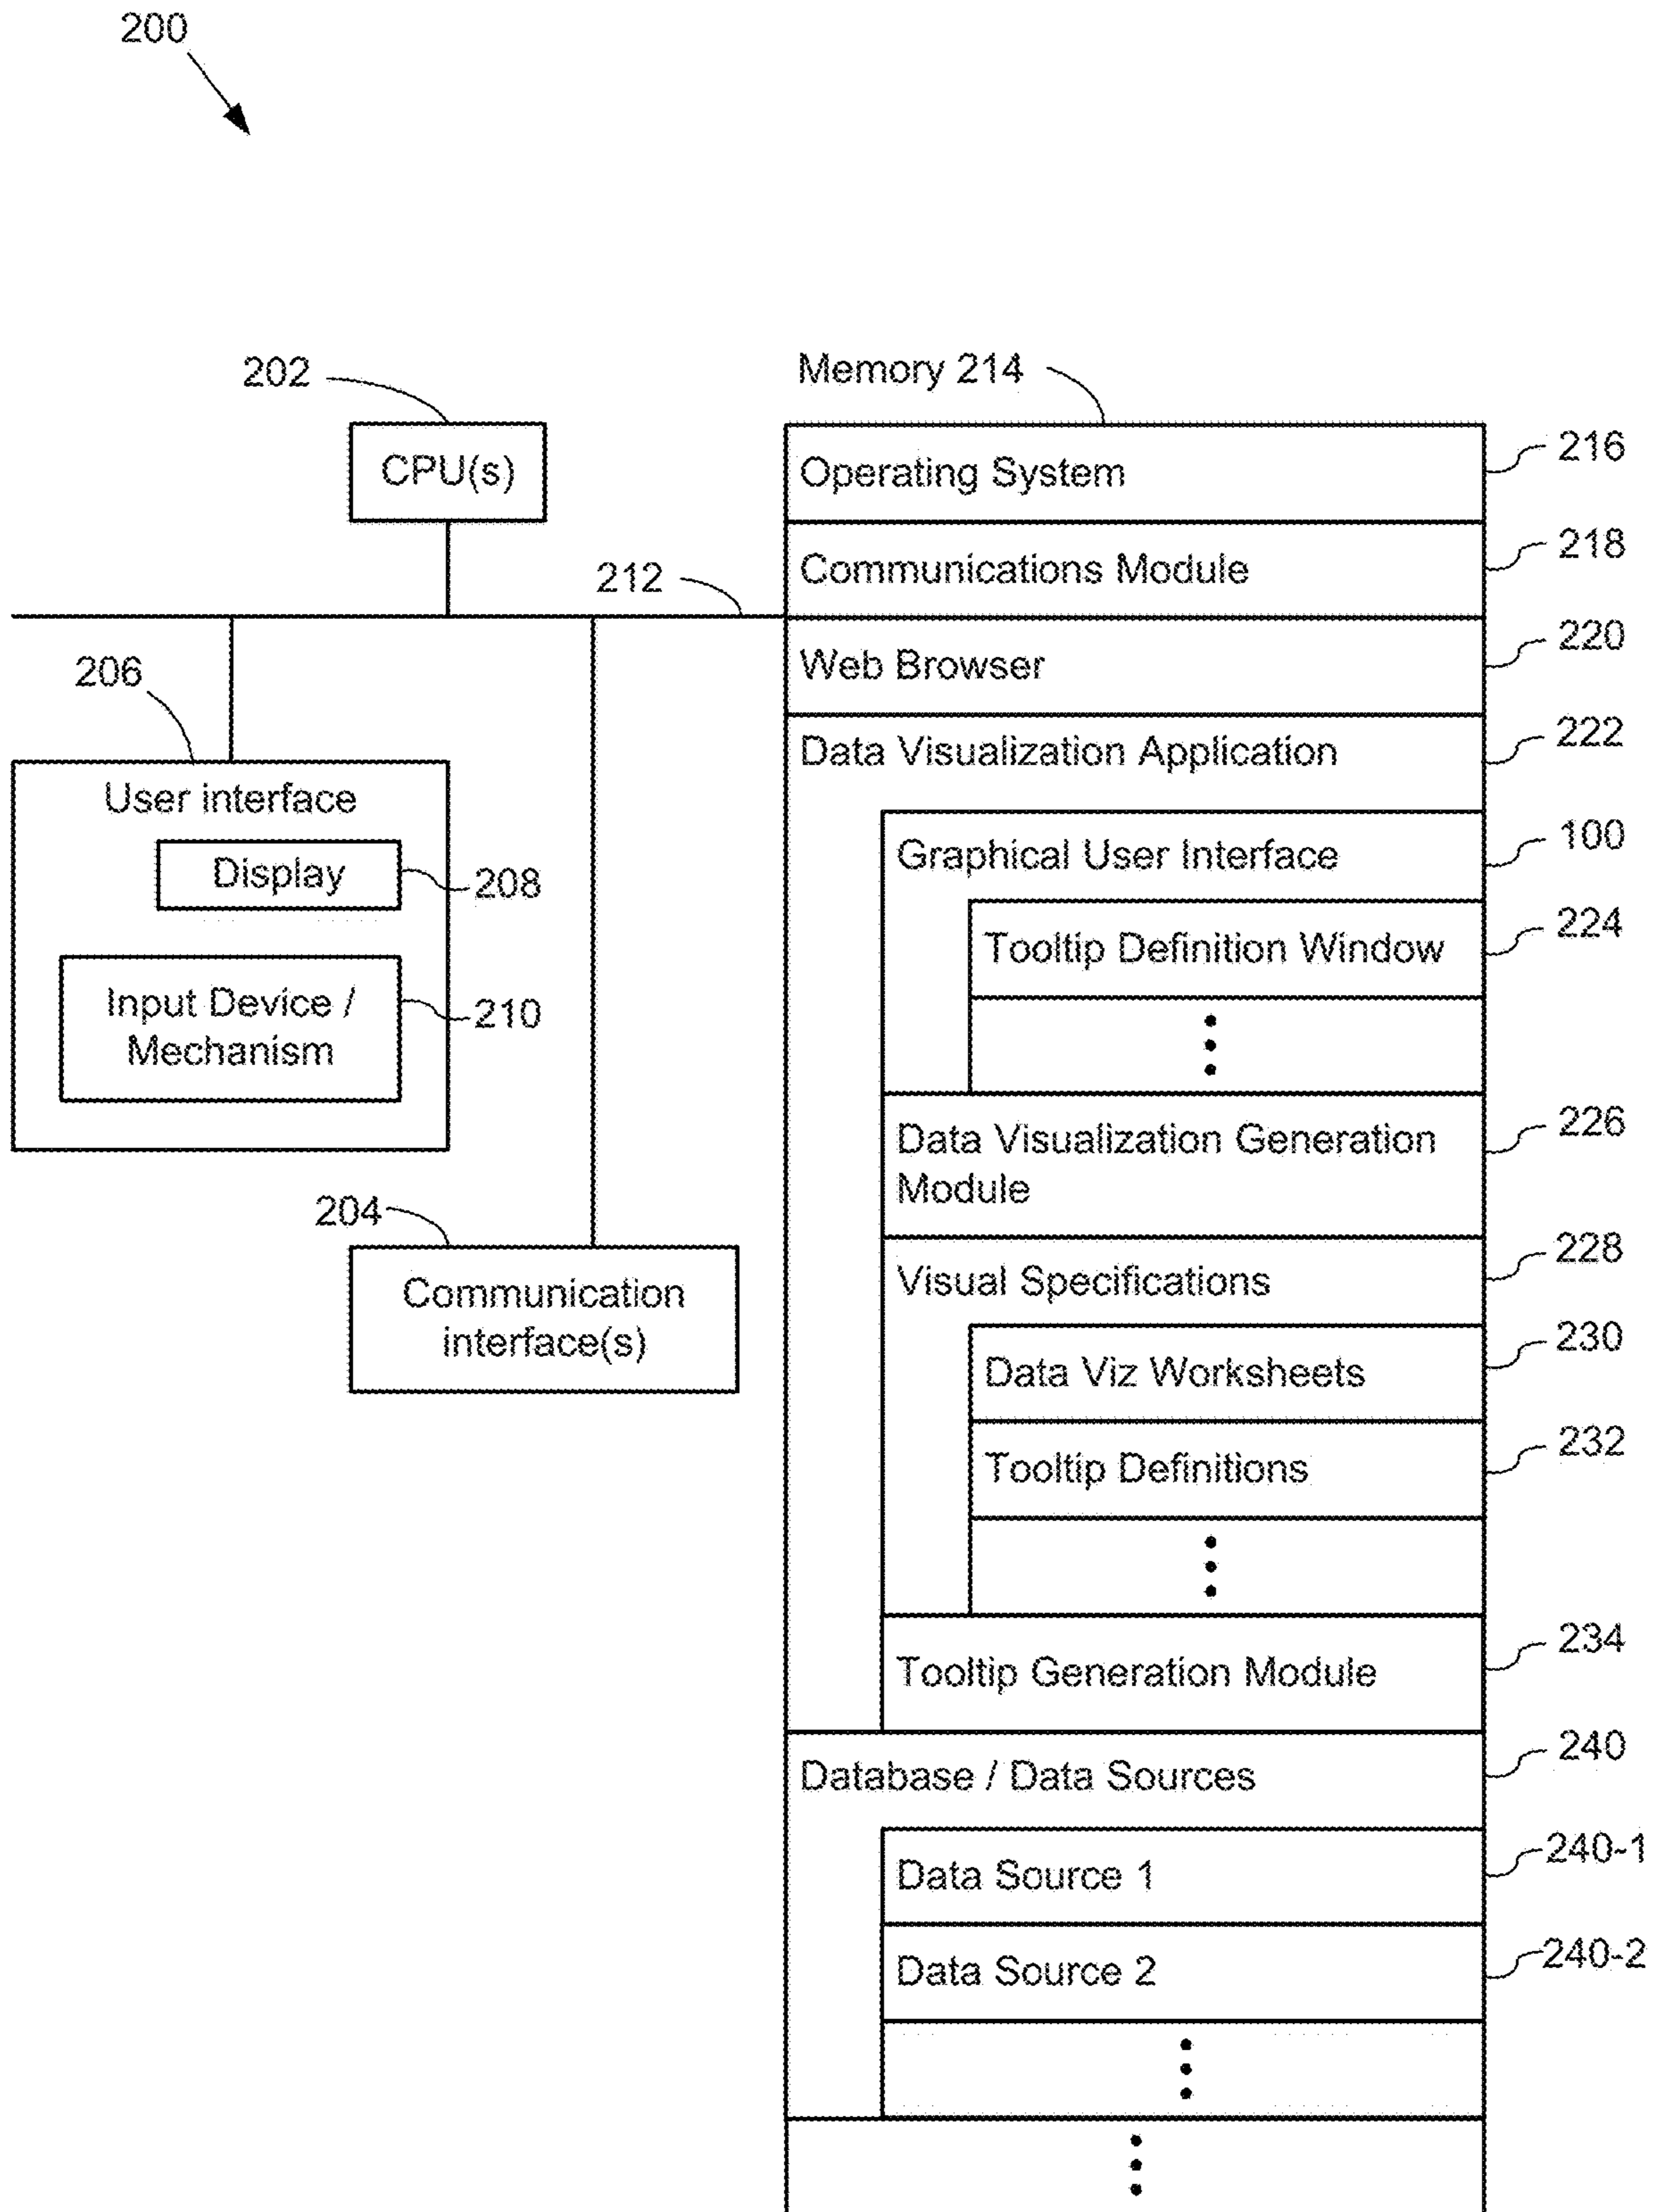 200
202
CPU(s)
212
206
User interface
Display
208
Input Device /
Mechanism
210
204
Communication
interface(s)
Memory 214
Operating System
216
Communications Module
218
Web Browser
220
Data Visualization Application
222
Graphical User Interface
100
Tooltip Definition Window
224
Data Visualization Generation
Module
226
Visual Specifications
228
Data Viz Worksheets
230
Tooltip Definitions
232
Tooltip Generation Module
234
Database / Data Sources
240
Data Source 1
240-1
Data Source 2
240-2